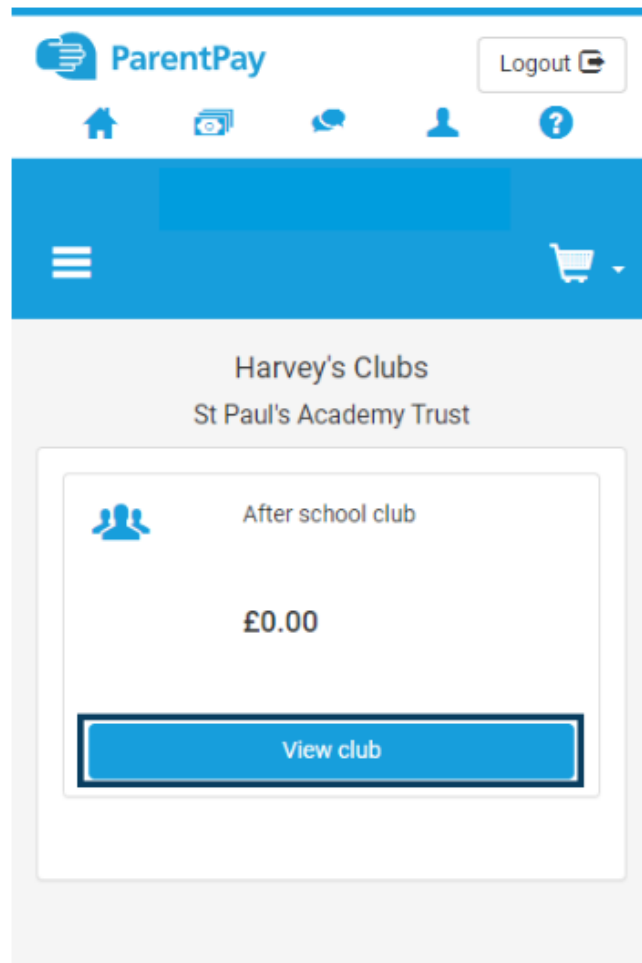 ParentPay
Logout
Harvey's Clubs
St Paul's Academy Trust
After school club
£0.00
View club